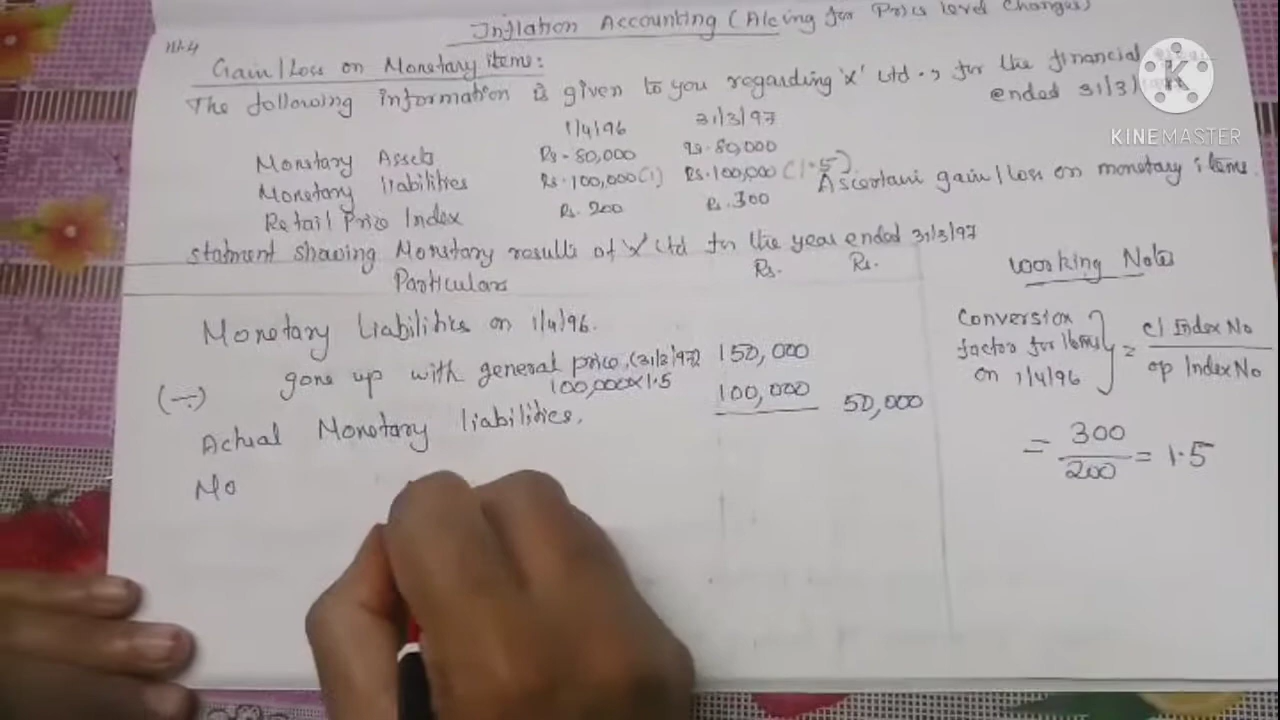 Ill-4
Inflation Accounting (A/cing for Price level Changes)
Gain/Loss on Monetary items:
The following information is given to you regarding 'X' Ltd., for the financial
ended 31/3/
1/4/96 31/3/97
Monetary Assets Rs. 80,000 Rs. 80,000
Monetary liabilities Rs. 100,000 (1) Rs. 100,000 (1.5)
Retail Price Index Rs. 200 Rs. 300
Ascertain gain/loss on monetary items.
statment showing Monetary results of 'X' Ltd for the year ended 31/3/97
Particulars Rs. Rs.
Monetary Liabilities on 1/4/96.
gone up with general price, (31/3/97) 150,000
100,000x1.5
(-)
Actual Monetary liabilities. 100,000 50,000
Mo
Working Note
Conversion
factor for items
on 1/4/96 = cl Index No
op Index No
= 300
200 = 1.5
KINEMASTER